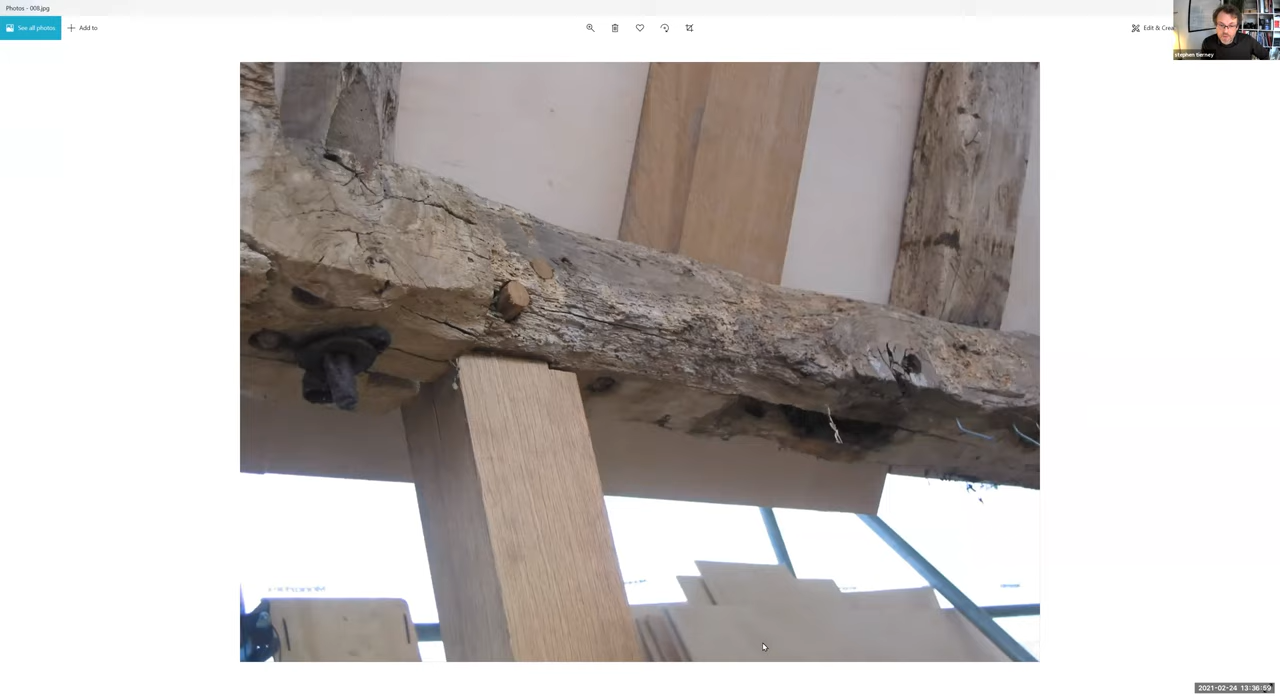 Photos - 008.jpg
See all photos
Add to
Edit & Crea
stephen tierney
2021-02-24 13:36:59